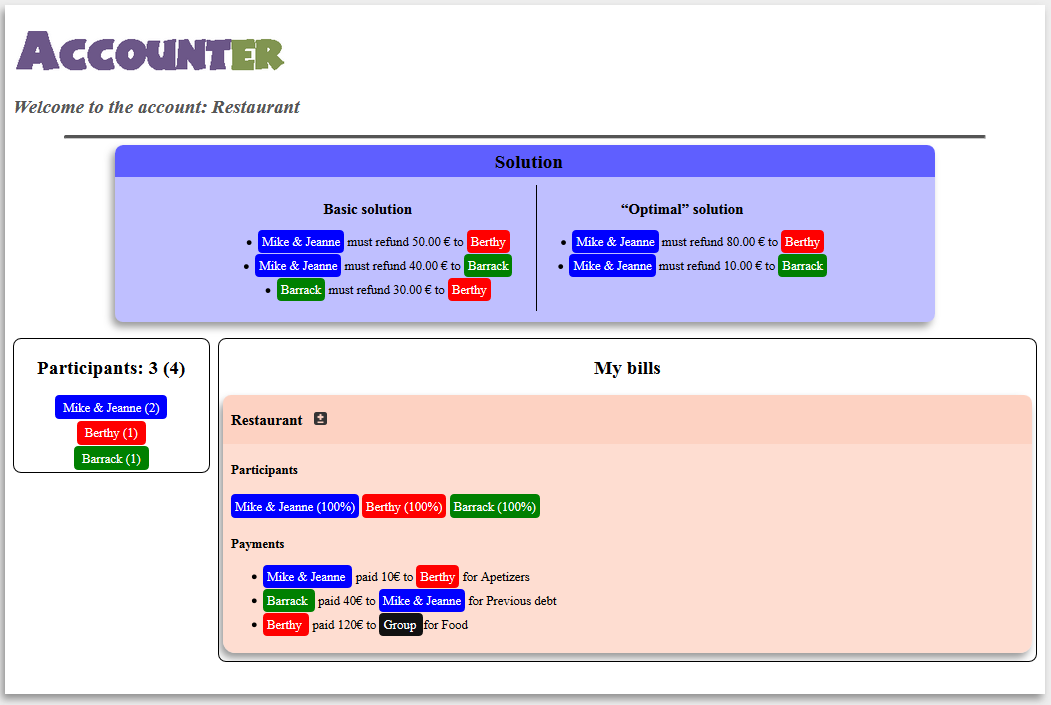 ACCOUNTER
Welcome to the account: Restaurant
Solution
Basic solution
• Mike & Jeanne must refund 50.00 € to Berthy
• Mike & Jeanne must refund 40.00 € to Barrack
• Barrack must refund 30.00 € to Berthy
“Optimal” solution
• Mike & Jeanne must refund 80.00 € to Berthy
• Mike & Jeanne must refund 10.00 € to Barrack
Participants: 3 (4)
Mike & Jeanne (2)
Berthy (1)
Barrack (1)
My bills
Restaurant
Participants
Mike & Jeanne (100%) Berthy (100%) Barrack (100%)
Payments
• Mike & Jeanne paid 10€ to Berthy for Apetizers
• Barrack paid 40€ to Mike & Jeanne for Previous debt
• Berthy paid 120€ to Group for Food